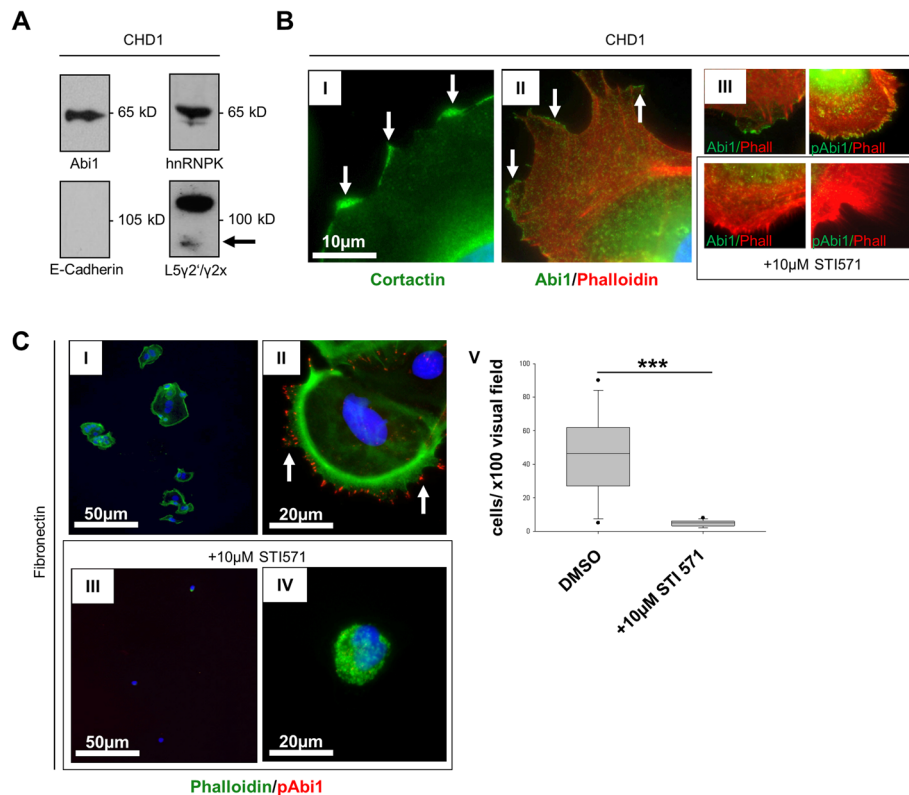 A
CHD1
65 kD
65 kD
Abi1
hnRNPK
105 kD
100 kD
E-Cadherin
L5γ2'/γ2x
B
CHD1
I
II
III
10μm
Abi1/Phall
pAbi1/Phall
Abi1/Phall
pAbi1/Phall
Cortactin
Abi1/Phalloidin
+10μM STI571
C
Fibronectin
I
II
50μm
20μm
+10μM STI571
III
IV
50μm
20μm
Phalloidin/pAbi1
V
cells/ x100 visual field
100
80
60
40
20
0
***
DMSO
+10μM STI 571